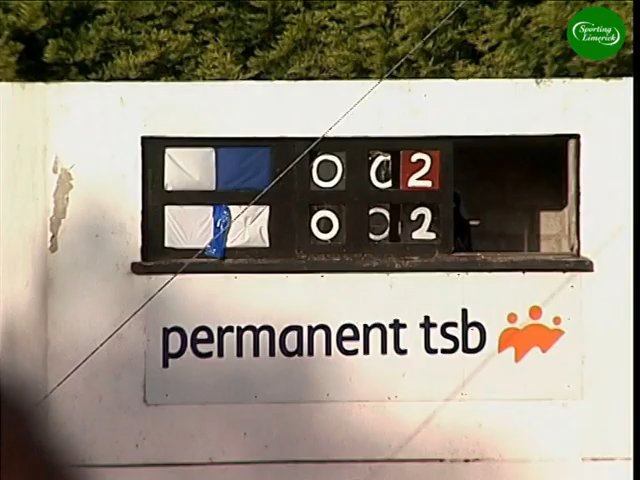 Sporting
Limerick
0 0 2
0 0 2
permanent tsb